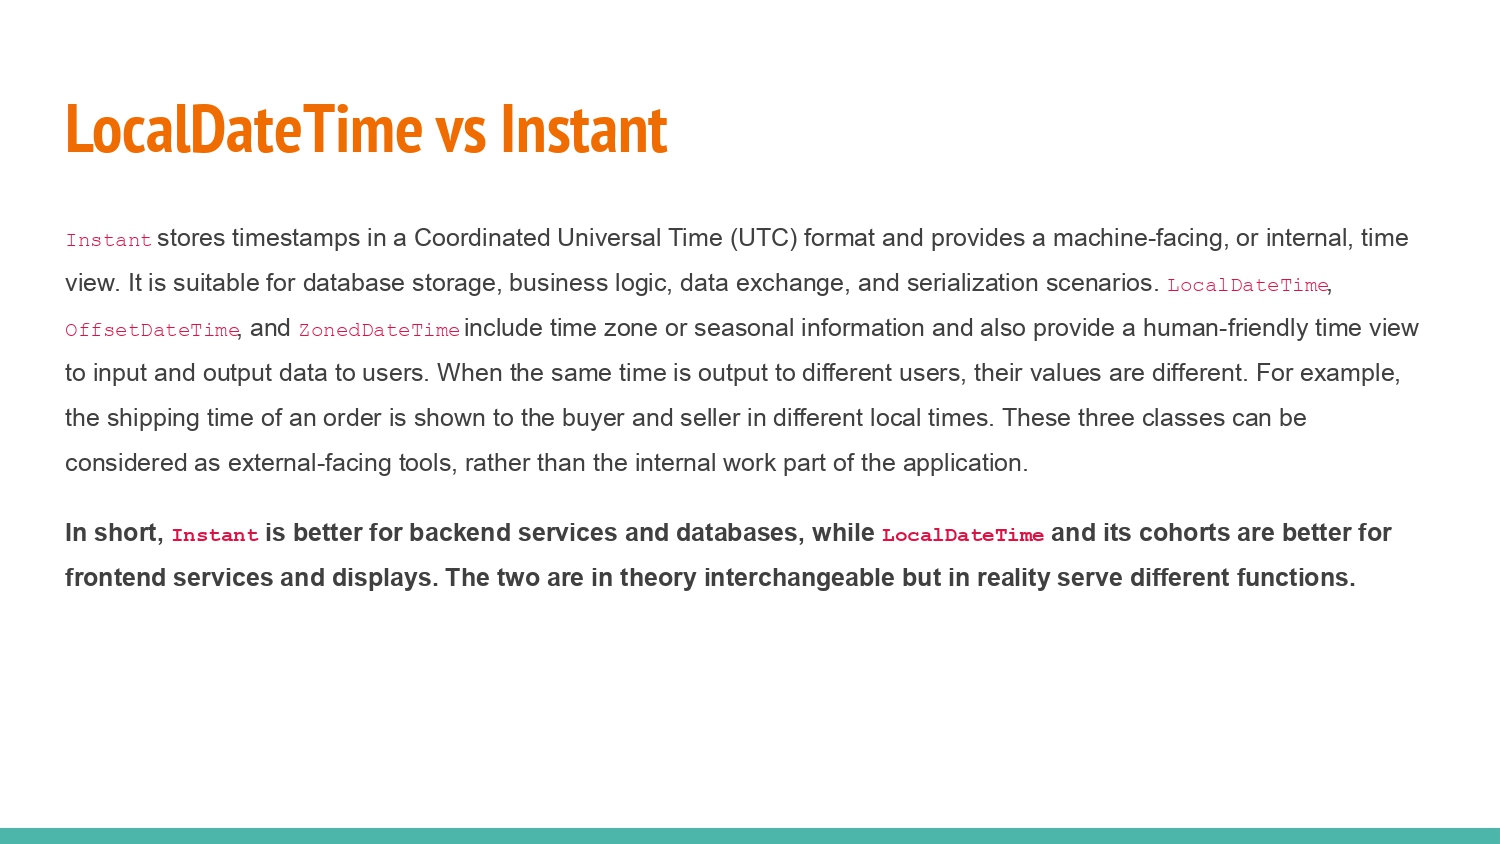 LocalDateTime vs Instant
Instant stores timestamps in a Coordinated Universal Time (UTC) format and provides a machine-facing, or internal, time
view. It is suitable for database storage, business logic, data exchange, and serialization scenarios. LocalDateTime,
OffsetDateTime, and ZonedDateTime include time zone or seasonal information and also provide a human-friendly time view
to input and output data to users. When the same time is output to different users, their values are different. For example,
the shipping time of an order is shown to the buyer and seller in different local times. These three classes can be
considered as external-facing tools, rather than the internal work part of the application.
In short, Instant is better for backend services and databases, while LocalDateTime and its cohorts are better for
frontend services and displays. The two are in theory interchangeable but in reality serve different functions.